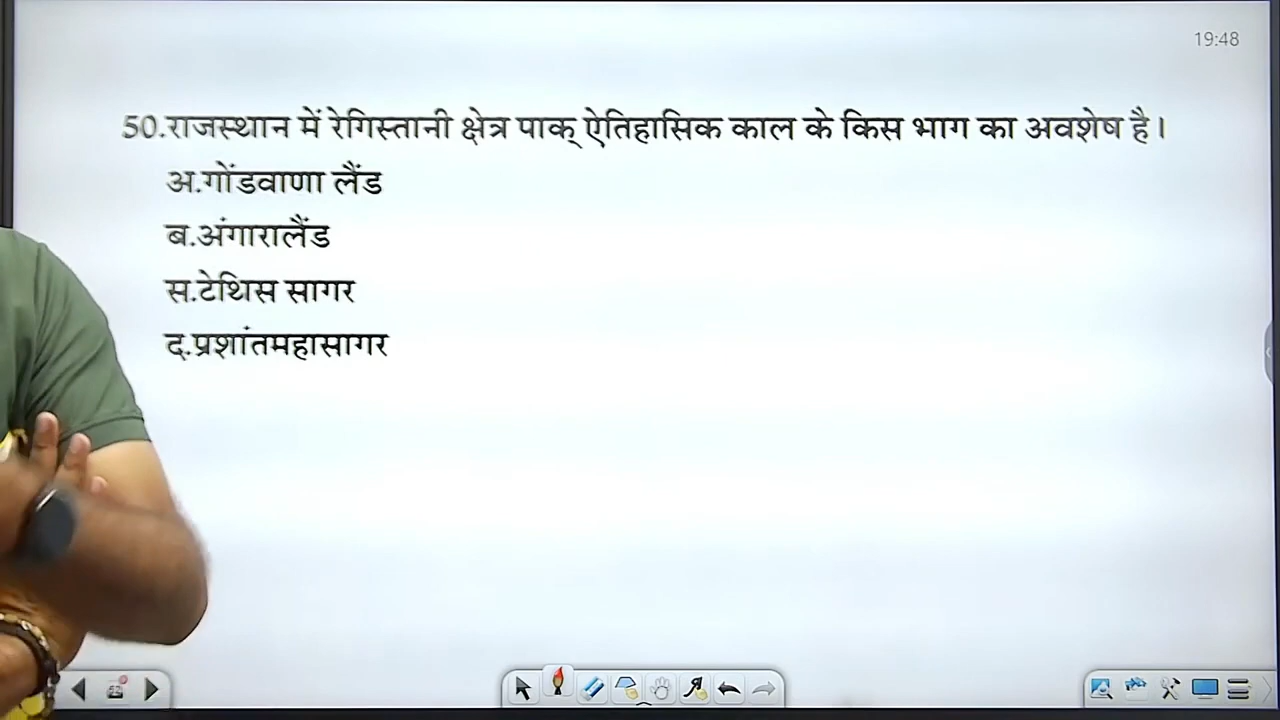 19:48
50.राजस्थान में रेगिस्तानी क्षेत्र पाक् ऐतिहासिक काल के किस भाग का अवशेष है।
अ.गोंडवाणा लैंड
ब.अंगारालैंड
स.टेथिस सागर
द.प्रशांतमहासागर